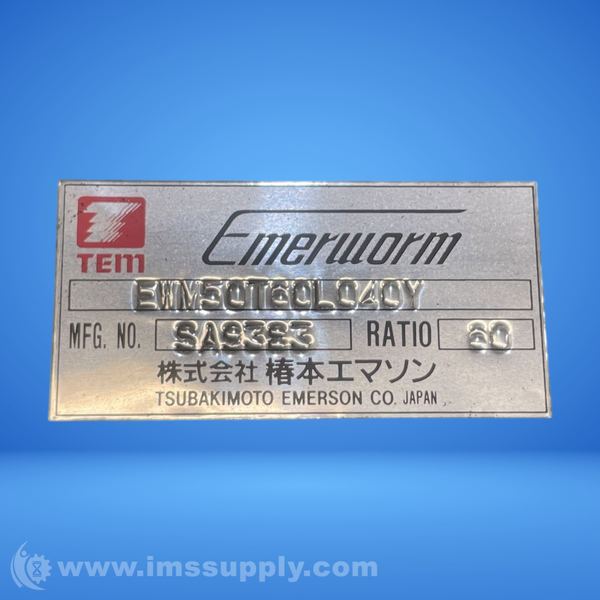 TEM
Emerworm
EWM50T60L040Y
MFG. NO. SA9393 RATIO 60
株式会社 椿本エマソン
TSUBAKIMOTO EMERSON CO. JAPAN
www.imssupply.com